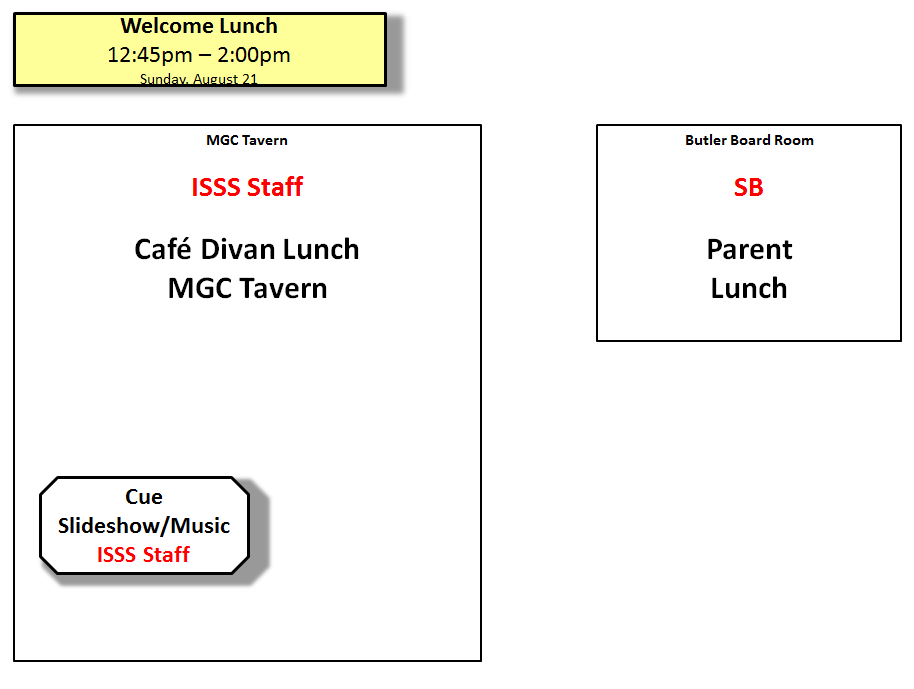 Welcome Lunch
12:45pm – 2:00pm
Sunday, August 21
MGC Tavern
ISSS Staff
Café Divan Lunch
MGC Tavern
Cue
Slideshow/Music
ISSS Staff
Butler Board Room
SB
Parent
Lunch